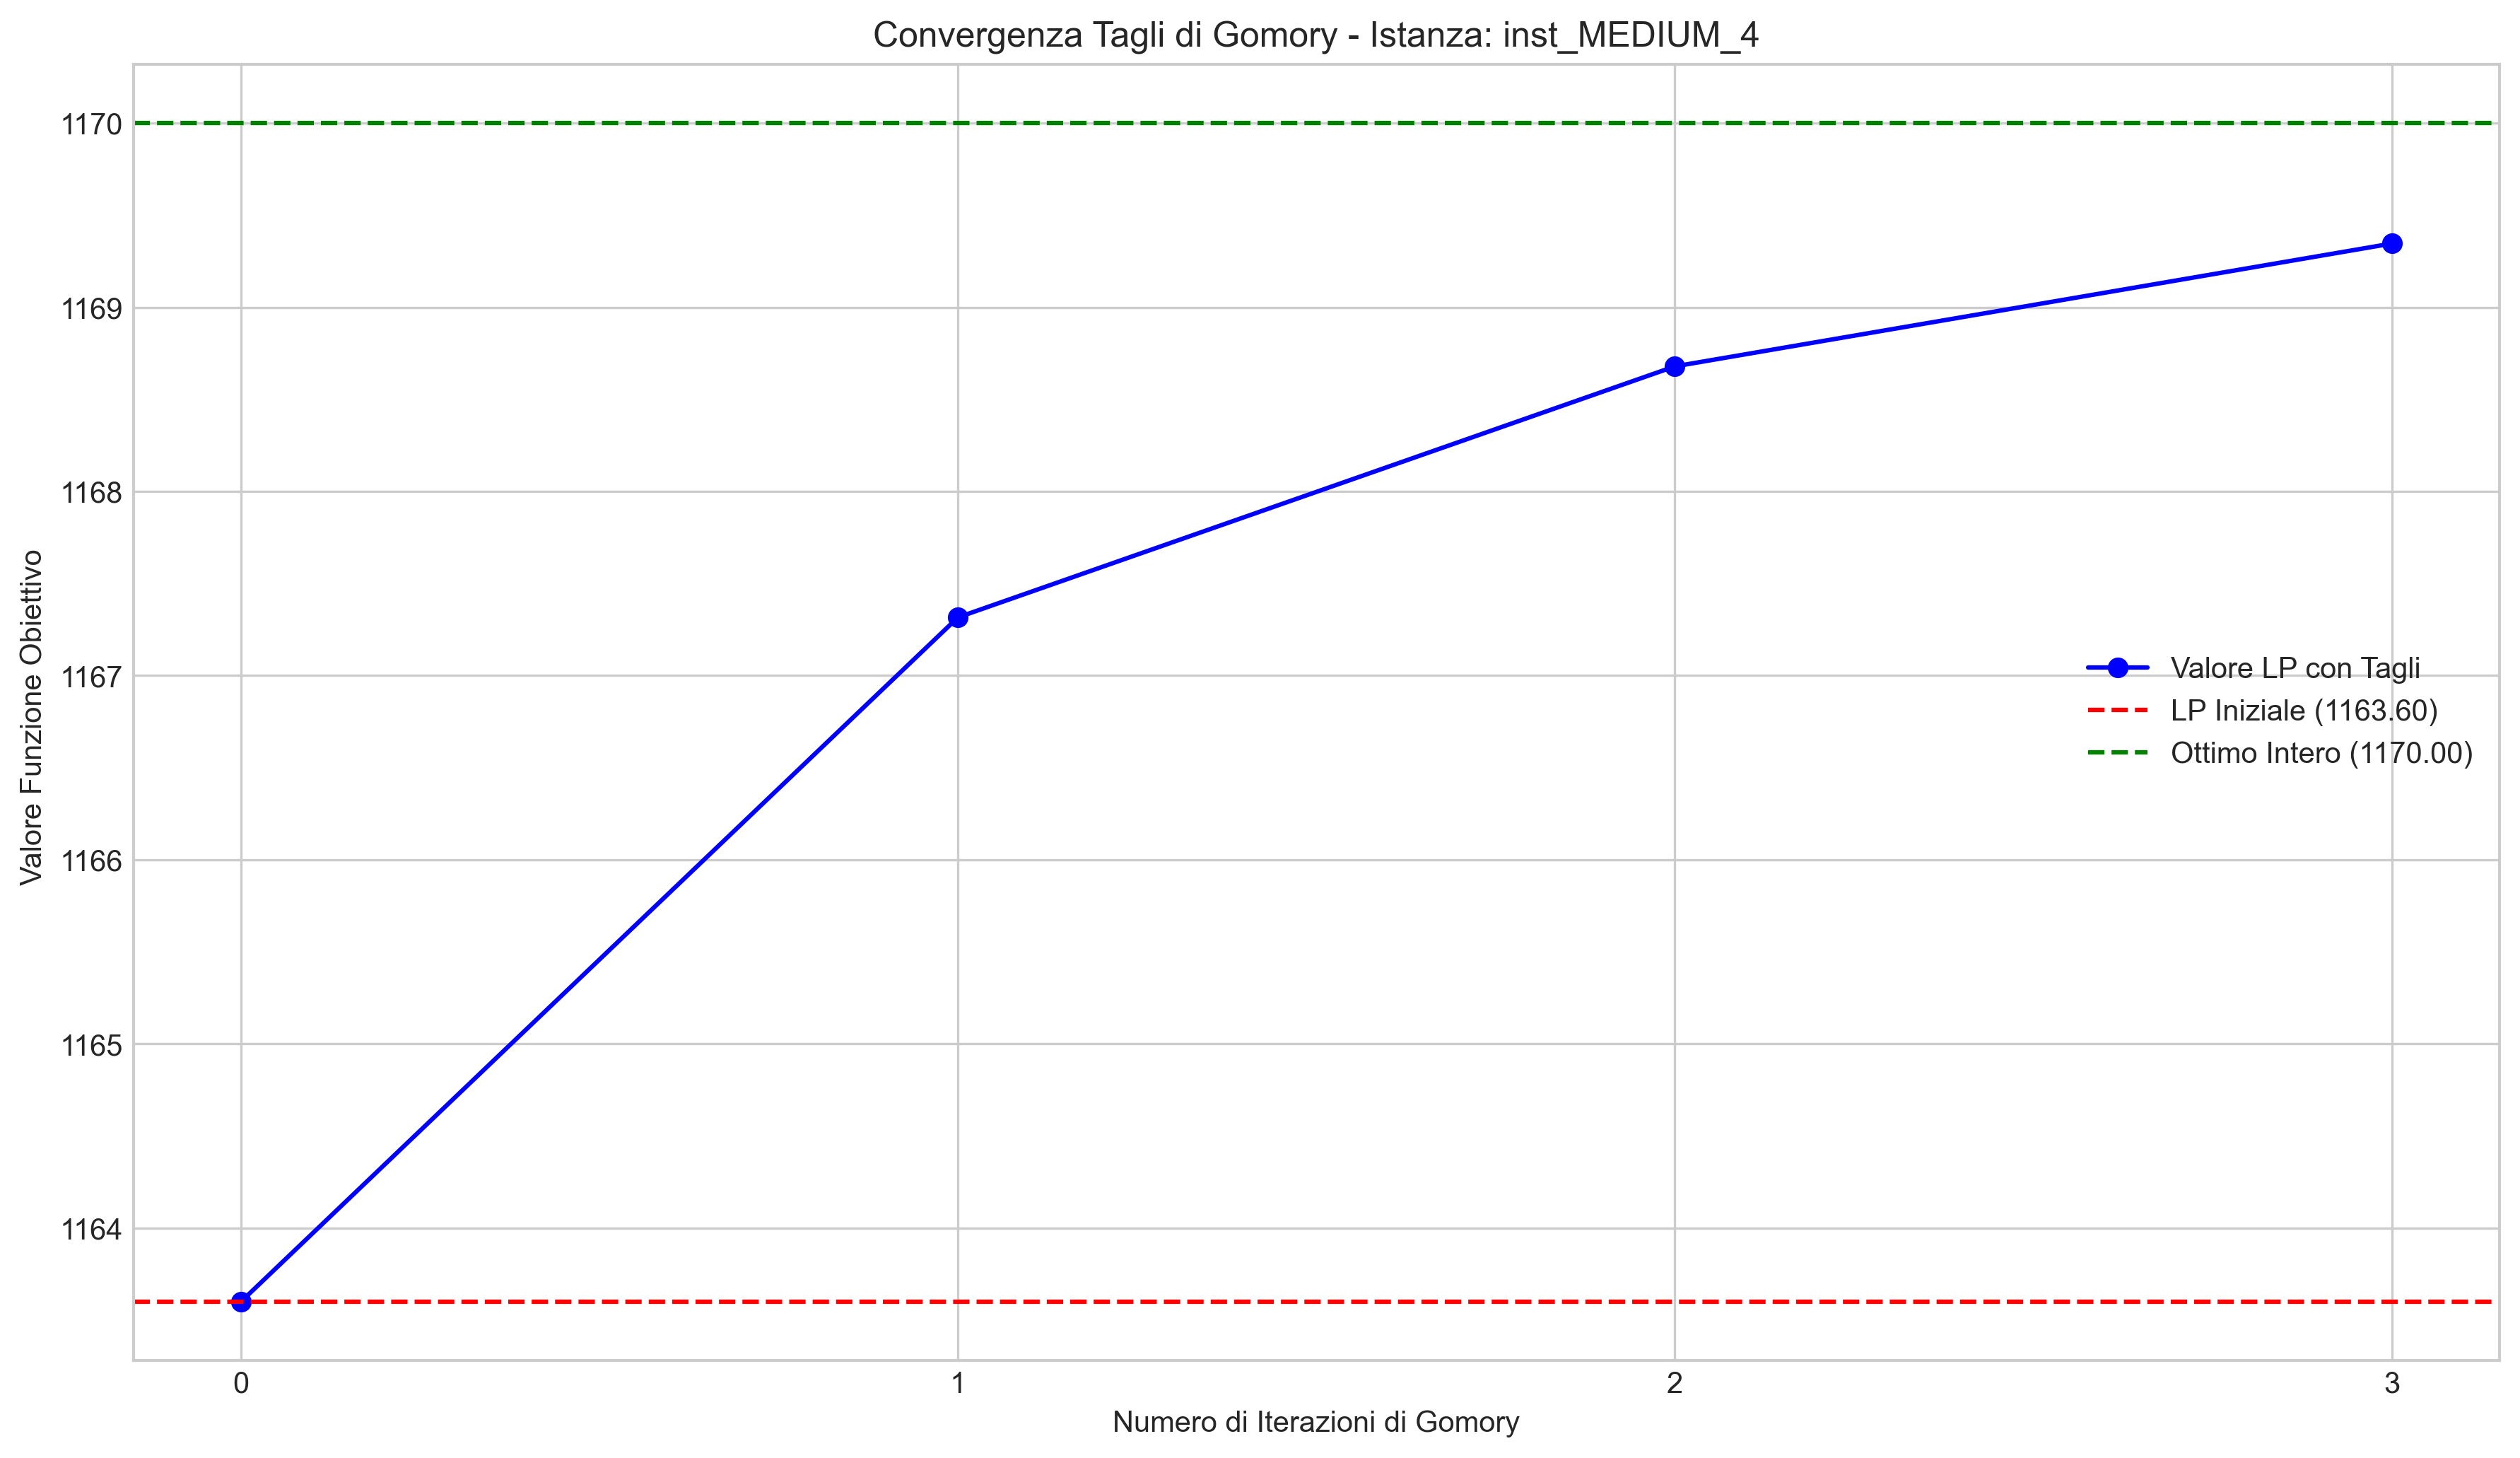 Convergenza Tagli di Gomory - Istanza: inst_MEDIUM_4
Valore Funzione Obiettivo
1170
1169
1168
1167
1166
1165
1164
Valore LP con Tagli
LP Iniziale (1163.60)
Ottimo Intero (1170.00)
0 1 2 3
Numero di Iterazioni di Gomory